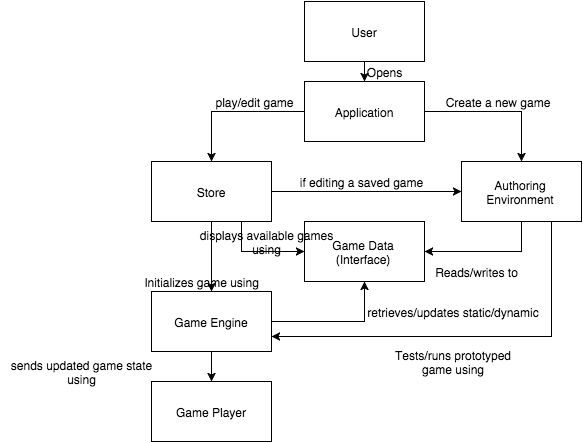 User
Opens
play/edit game
Application
Create a new game
Store
if editing a saved game
Authoring
Environment
displays available games
using
Game Data
(Interface)
Reads/writes to
Initializes game using
Game Engine
retrieves/updates static/dynamic
sends updated game state
using
Tests/runs prototyped
game using
Game Player